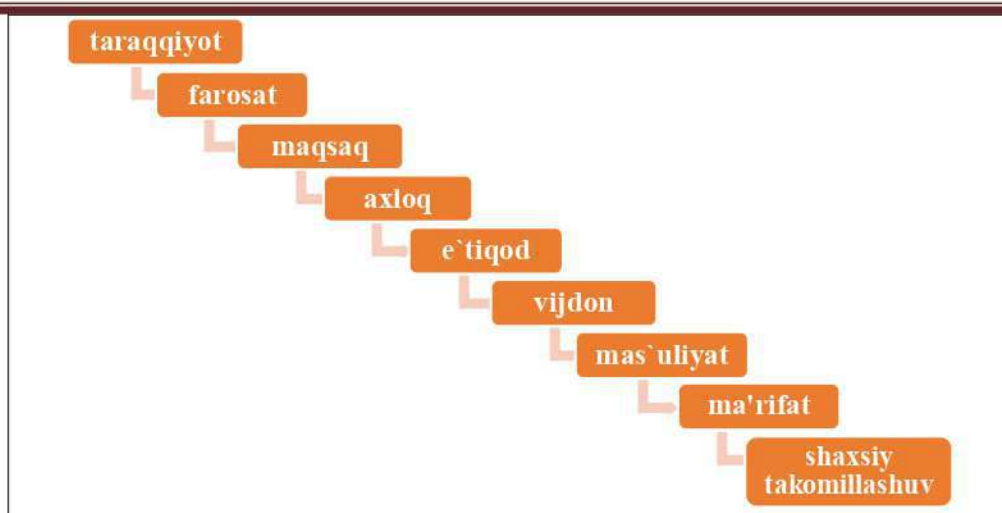 taraqqiyot
farosat
maqsaq
axloq
e`tiqod
vijdon
mas`uliyat
ma'rifat
shaxsiy
takomillashuv